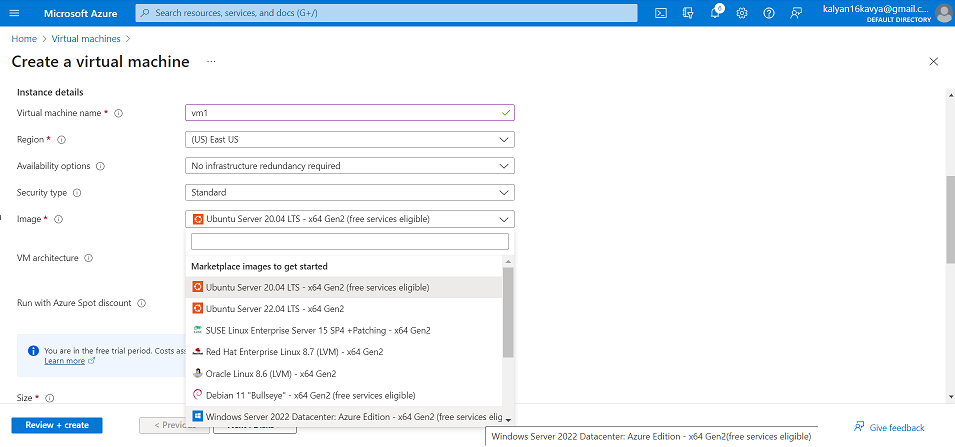 Microsoft Azure
Search resources, services, and docs (G+/)
6
kalyan16kavya@gmail.c...
DEFAULT DIRECTORY
Home > Virtual machines >
Create a virtual machine ...
Instance details
Virtual machine name *
vm1
Region *
(US) East US
Availability options
No infrastructure redundancy required
Security type
Standard
Image *
Ubuntu Server 20.04 LTS - x64 Gen2 (free services eligible)
VM architecture
Marketplace images to get started
Ubuntu Server 20.04 LTS - x64 Gen2 (free services eligible)
Run with Azure Spot discount
Ubuntu Server 22.04 LTS - x64 Gen2
SUSE Linux Enterprise Server 15 SP4 +Patching - x64 Gen2
You are in the free trial period. Costs ass
Learn more
Red Hat Enterprise Linux 8.7 (LVM) - x64 Gen2
Oracle Linux 8.6 (LVM) - x64 Gen2
Size *
Debian 11 "Bullseye" - x64 Gen2 (free services eligible)
Windows Server 2022 Datacenter: Azure Edition - x64 Gen2 (free services elig
Review + create
< Previous
Windows Server 2022 Datacenter: Azure Edition - x64 Gen2(free services eligible)
Give feedback